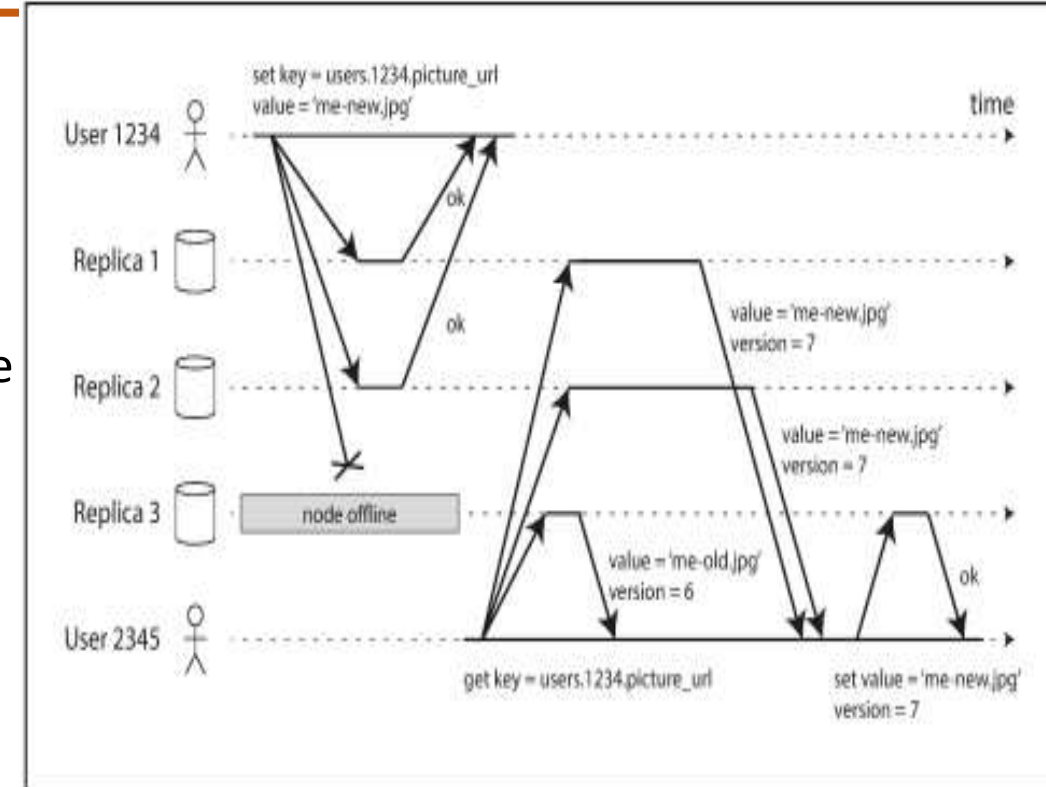 set key = users.1234.picture_url
value = 'me-new.jpg'
time
User 1234
ok
Replica 1
value = 'me-new.jpg'
version = 7
ok
e
Replica 2
value = 'me-new.jpg'
version = 7
Replica 3
node offline
value = 'me-old.jpg'
version = 6
ok
User 2345
get key = users.1234.picture_url
set value = 'me-new.jpg'
version = 7